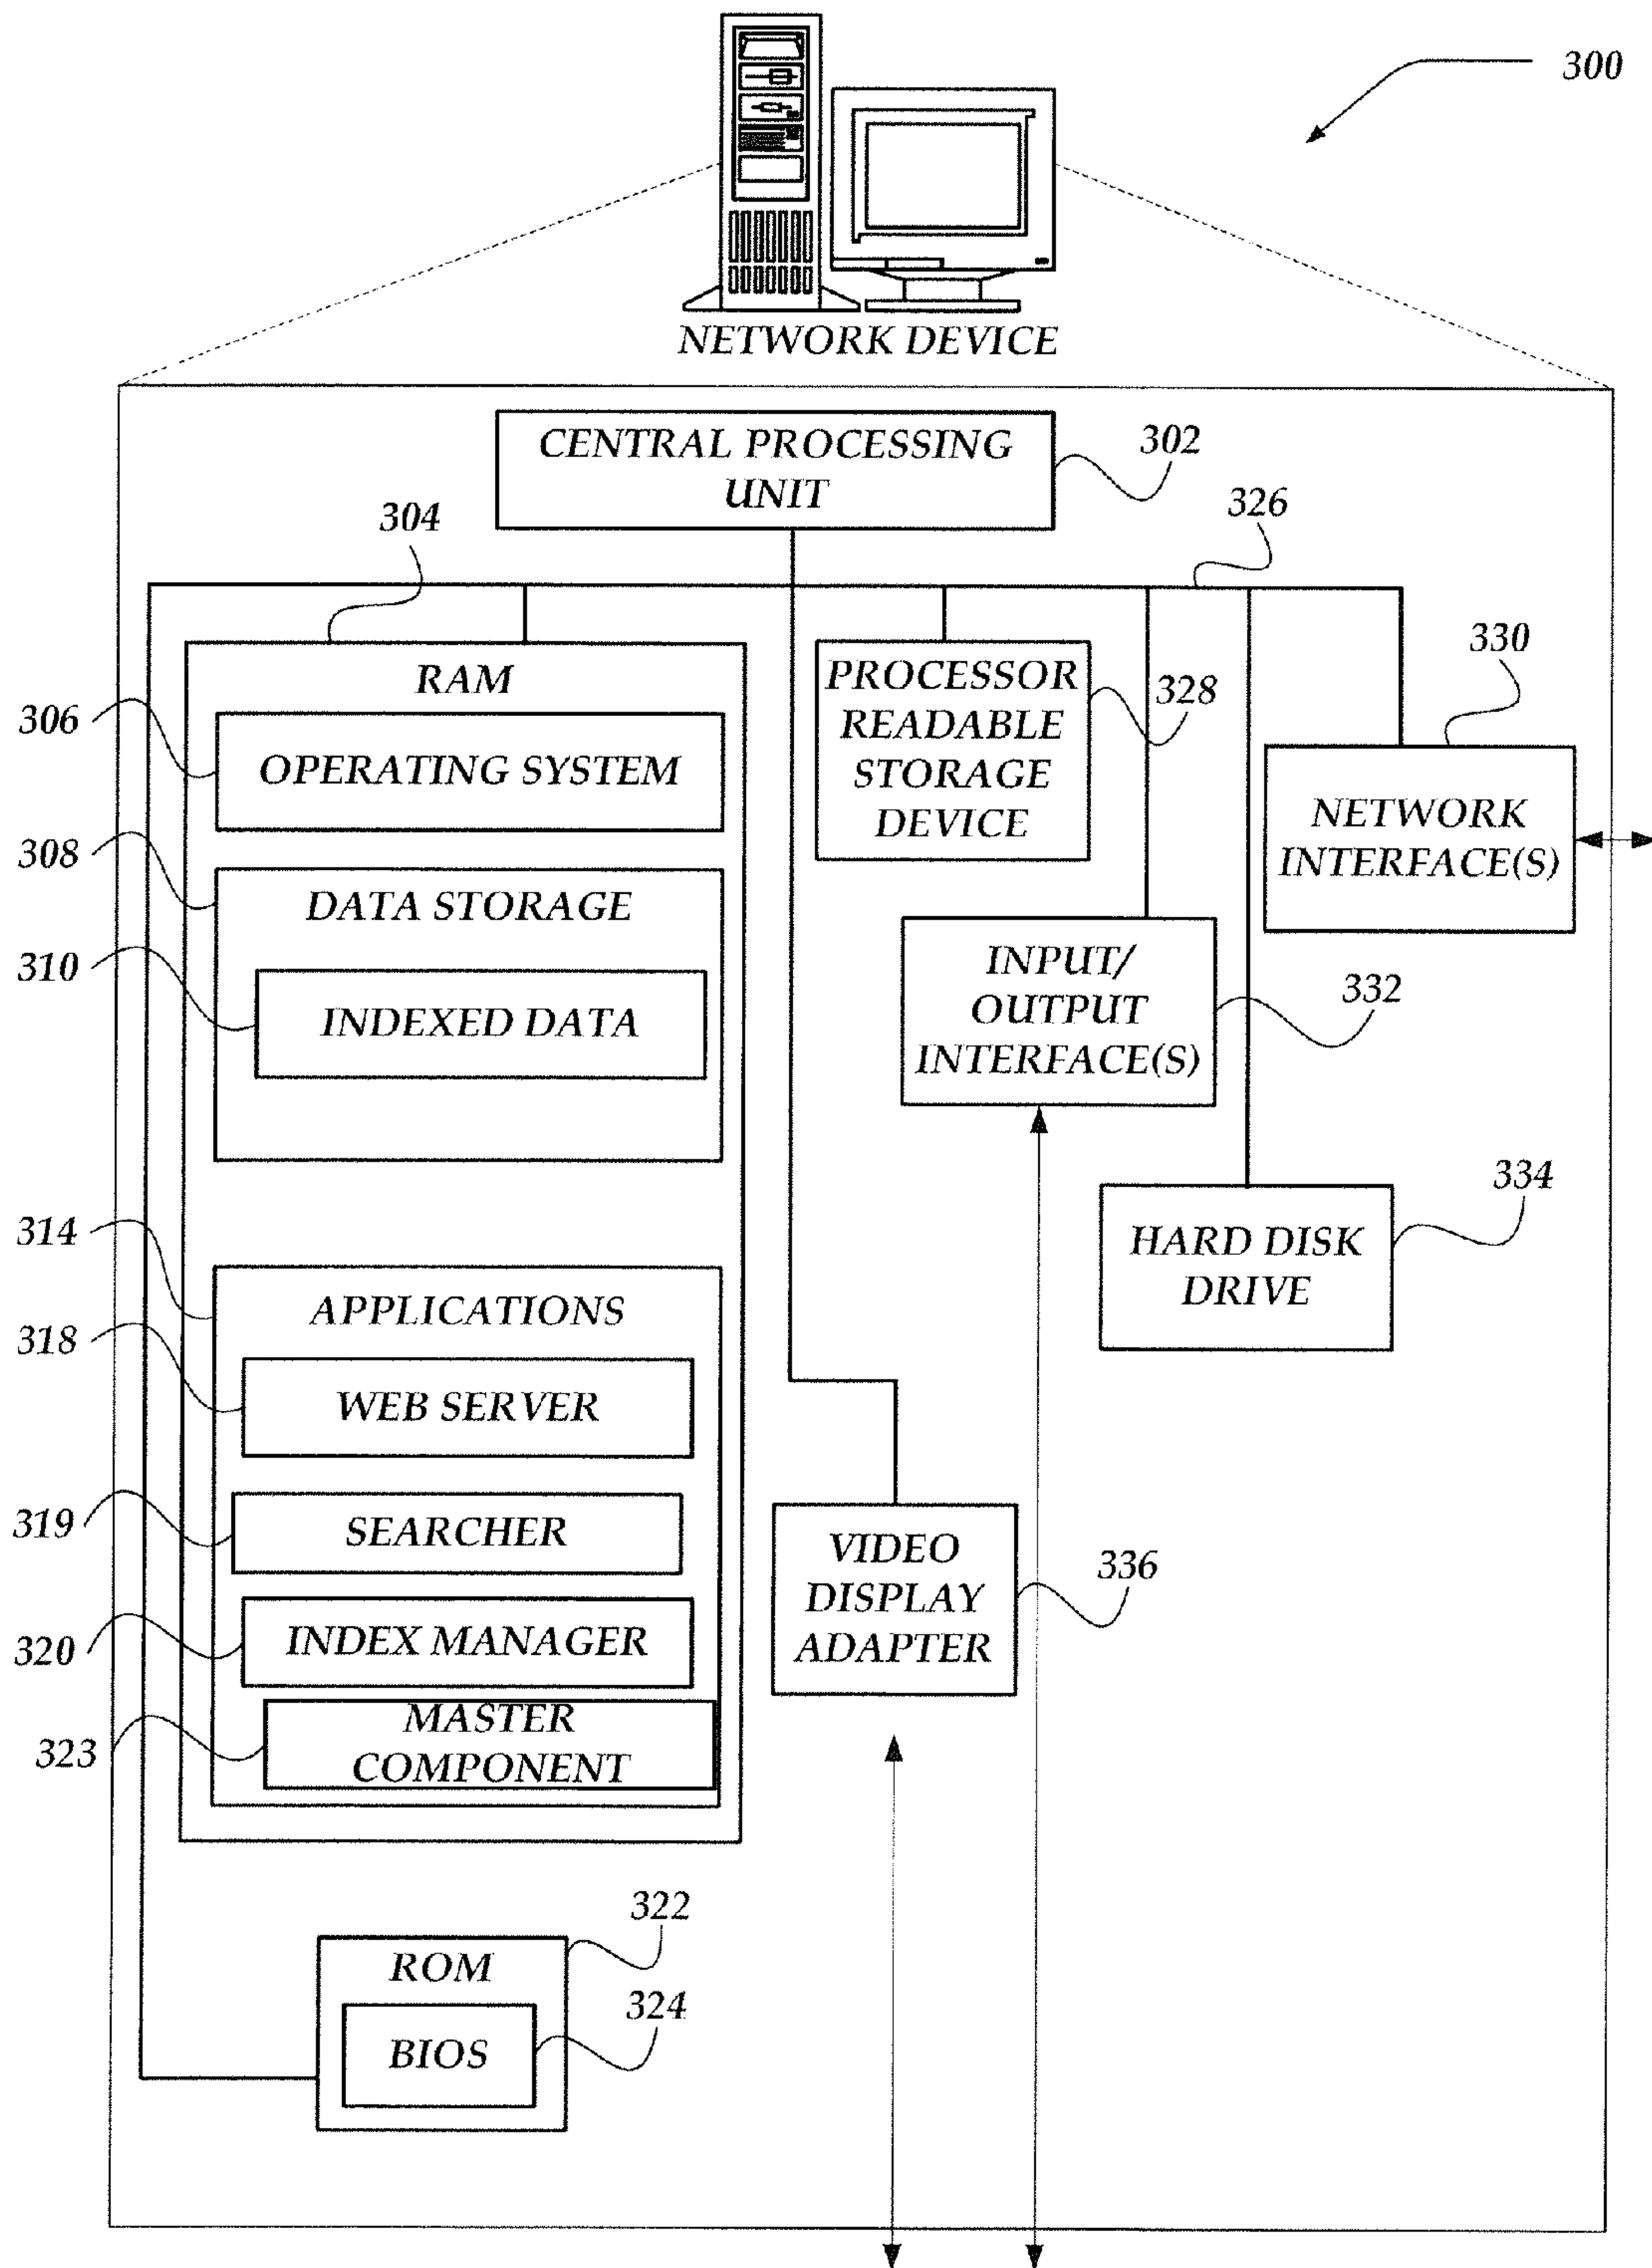 300
NETWORK DEVICE
CENTRAL PROCESSING
UNIT
302
304
326
RAM
306
OPERATING SYSTEM
308
DATA STORAGE
310
INDEXED DATA
314
APPLICATIONS
318
WEB SERVER
319
SEARCHER
320
INDEX MANAGER
323
MASTER
COMPONENT
PROCESSOR
READABLE
STORAGE
DEVICE
328
330
NETWORK
INTERFACE(S)
INPUT/
OUTPUT
INTERFACE(S)
332
334
HARD DISK
DRIVE
VIDEO
DISPLAY
ADAPTER
336
322
ROM
324
BIOS